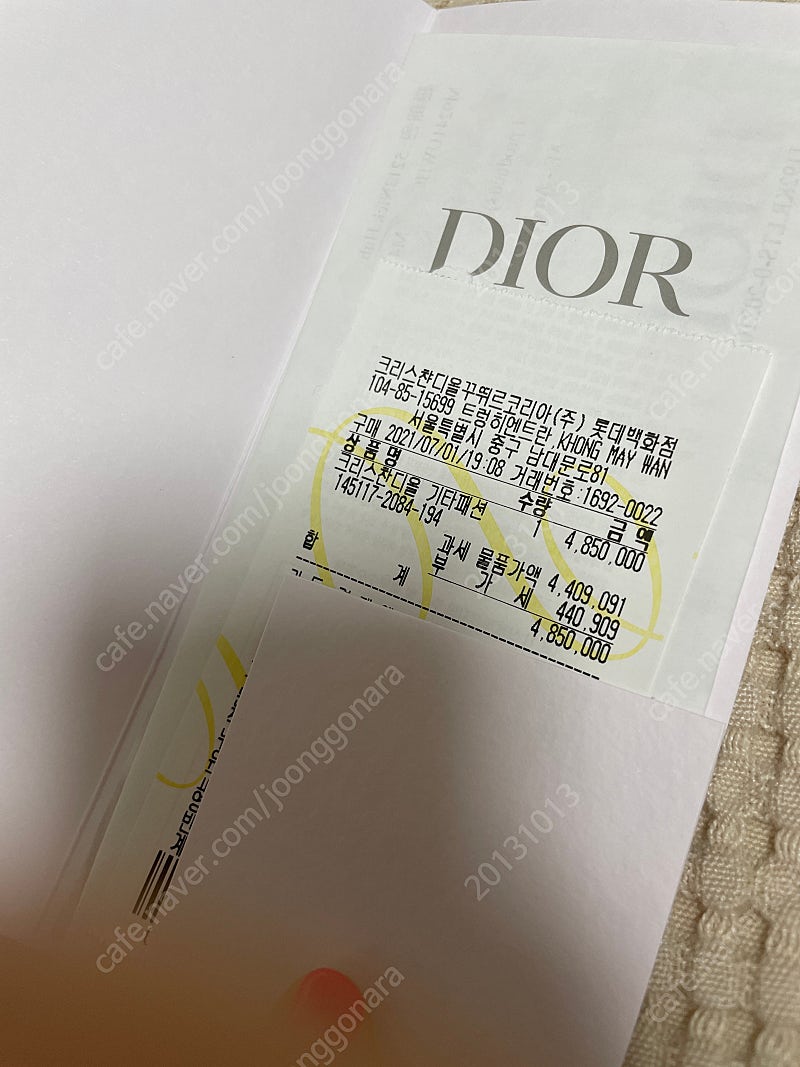 DIOR
크리스챤디올꾸뛰르코리아(주) 롯데백화점
104-85-15699 트렁히엔트란,KHONG MAY WAN
서울특별시 중구 남대문로81
구매 2021/07/01/19:08 거래번호:1692-0022
상품명 수량 금액
크리스챤디올 기타패션 1 4,850,000
145117-2084-194
과세 물품가액 4,409,091
부 가 세 440,909
합 계 4,850,000
cafe.naver.com/joonggonara
20131013